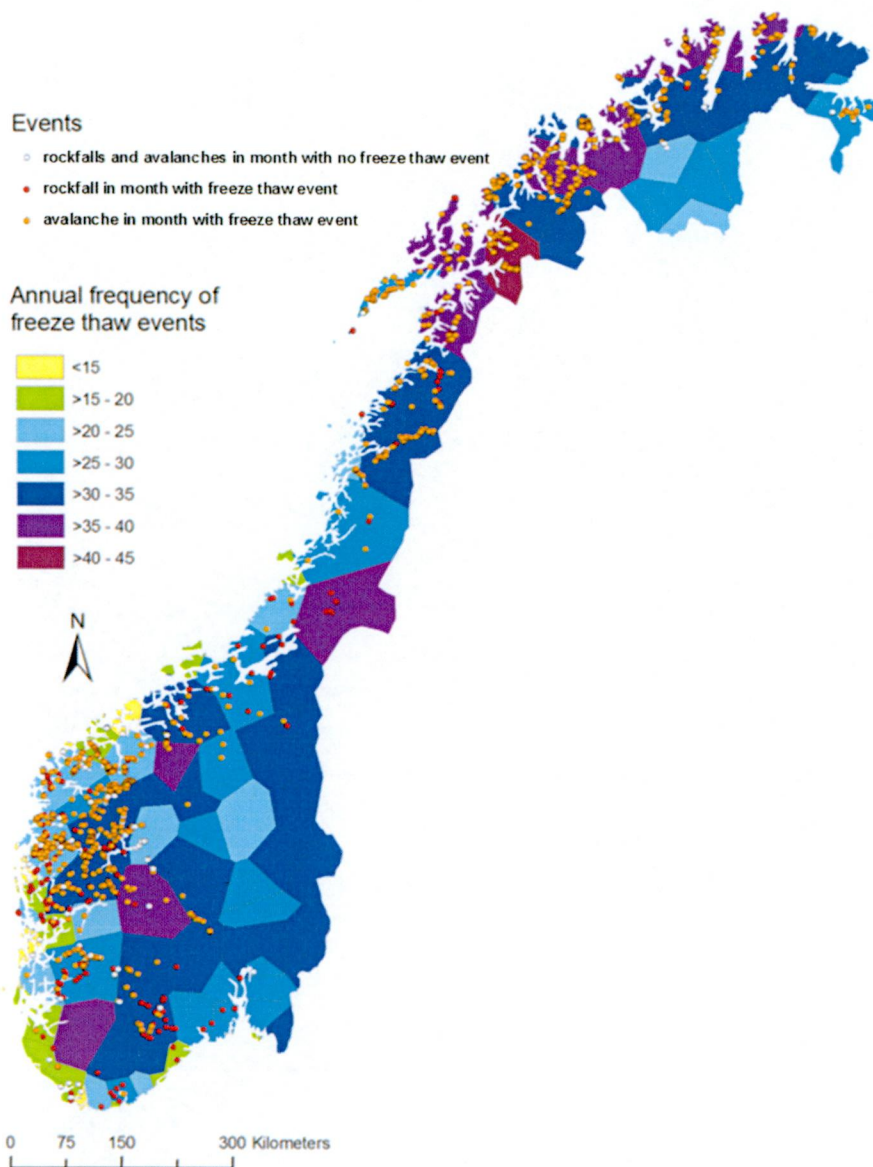 Events
rockfalls and avalanches in month with no freeze thaw event
rockfall in month with freeze thaw event
avalanche in month with freeze thaw event
Annual frequency of
freeze thaw events
<15
>15 - 20
>20 - 25
>25 - 30
>30 - 35
>35 - 40
>40 - 45
N
0 75 150 300 Kilometers